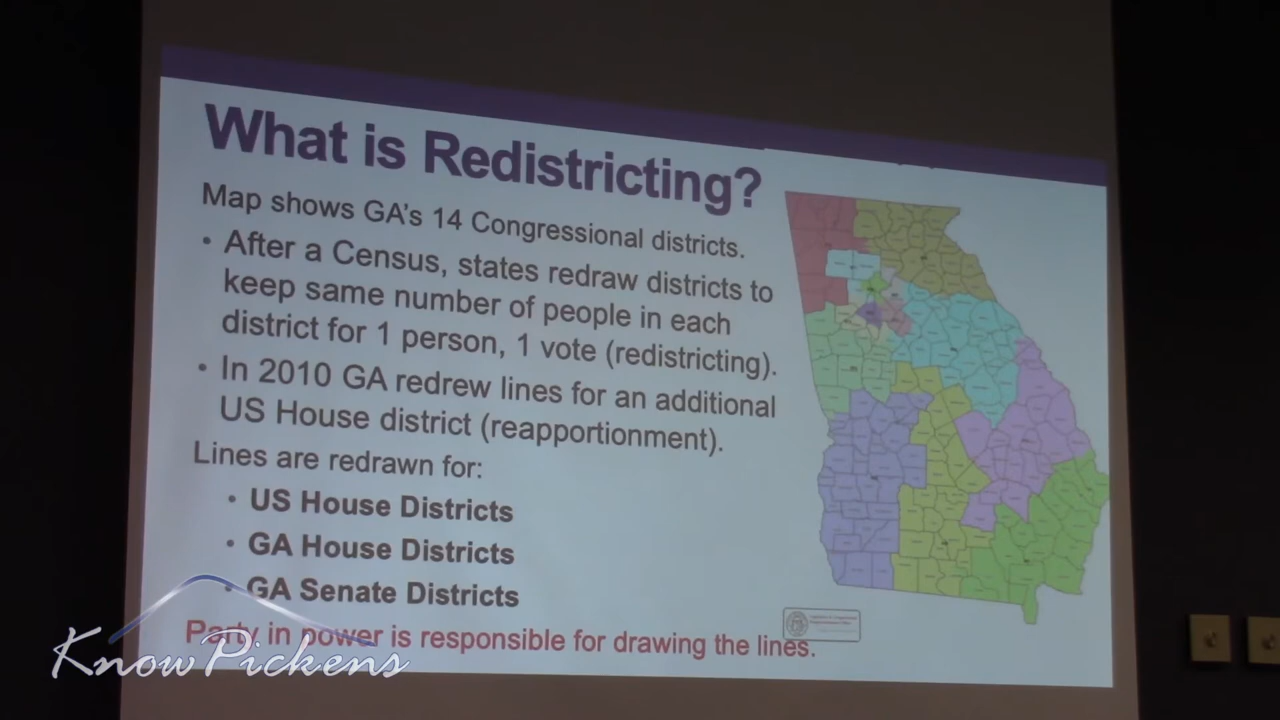 What is Redistricting?
Map shows GA's 14 Congressional districts.
• After a Census, states redraw districts to
keep same number of people in each
district for 1 person, 1 vote (redistricting).
• In 2010 GA redrew lines for an additional
US House district (reapportionment).
Lines are redrawn for:
• US House Districts
• GA House Districts
• GA Senate Districts
Party in power is responsible for drawing the lines.
KnowPickens